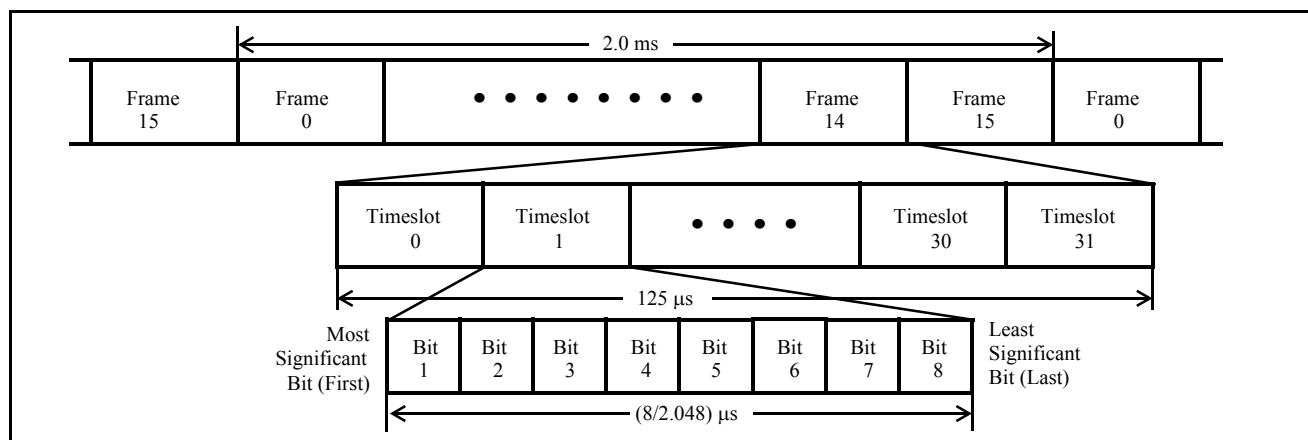 2.0 ms
Frame 15
Frame 0
Frame 14
Frame 15
Frame 0
Timeslot 0
Timeslot 1
Timeslot 30
Timeslot 31
125 μs
Most
Significant
Bit (First)
Bit 1
Bit 2
Bit 3
Bit 4
Bit 5
Bit 6
Bit 7
Bit 8
Least
Significant
Bit (Last)
(8/2.048) μs